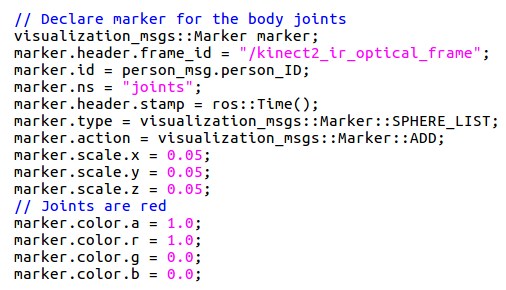 // Declare marker for the body joints
visualization_msgs::Marker marker;
marker.header.frame_id = "/kinect2_ir_optical_frame";
marker.id = person_msg.person_ID;
marker.ns = "joints";
marker.header.stamp = ros::Time();
marker.type = visualization_msgs::Marker::SPHERE_LIST;
marker.action = visualization_msgs::Marker::ADD;
marker.scale.x = 0.05;
marker.scale.y = 0.05;
marker.scale.z = 0.05;
// Joints are red
marker.color.a = 1.0;
marker.color.r = 1.0;
marker.color.g = 0.0;
marker.color.b = 0.0;